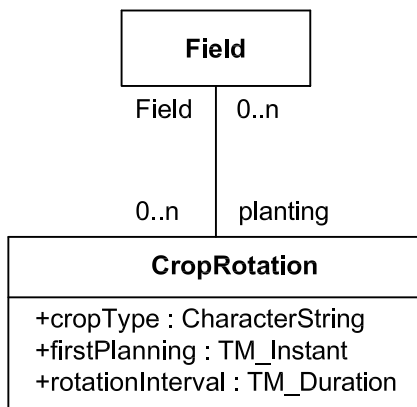 Field
Field 0..n
0..n planting
CropRotation
+cropType : CharacterString
+firstPlanning : TM_Instant
+rotationInterval : TM_Duration